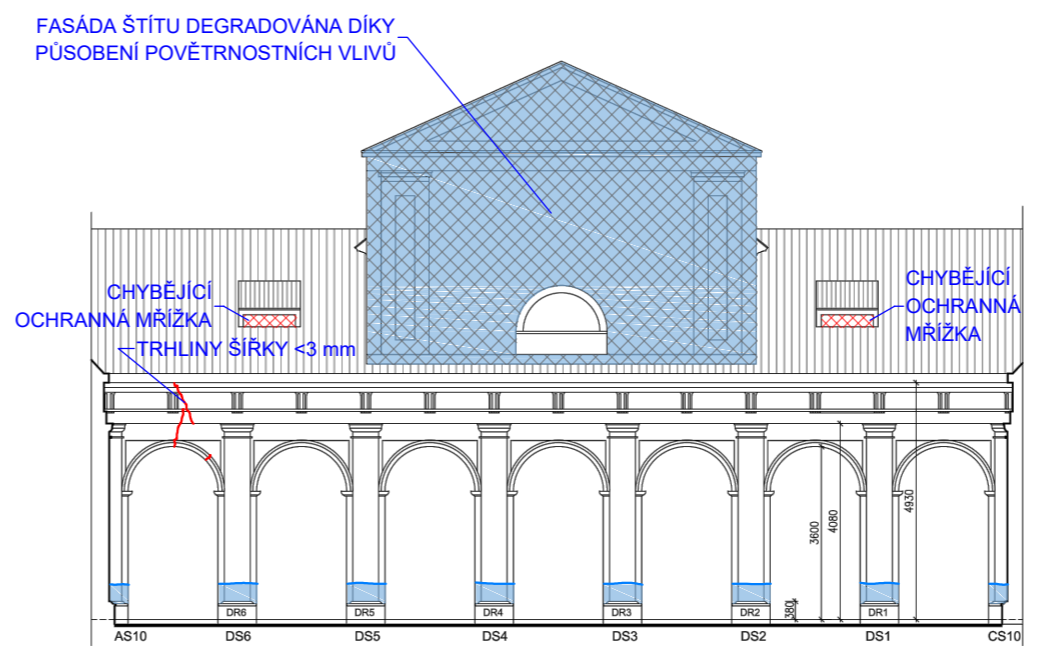 FASÁDA ŠTÍTU DEGRADOVÁNA DÍKY
PŮSOBENÍ POVĚTRNOSTNÍCH VLIVŮ
CHYBĚJÍCÍ
OCHRANNÁ MŘÍŽKA
CHYBĚJÍCÍ
OCHRANNÁ
MŘÍŽKA
TRHLINY ŠÍŘKY <3 mm
3600
4080
4930
380
DR6
DR5
DR4
DR3
DR2
DR1
AS10
DS6
DS5
DS4
DS3
DS2
DS1
CS10